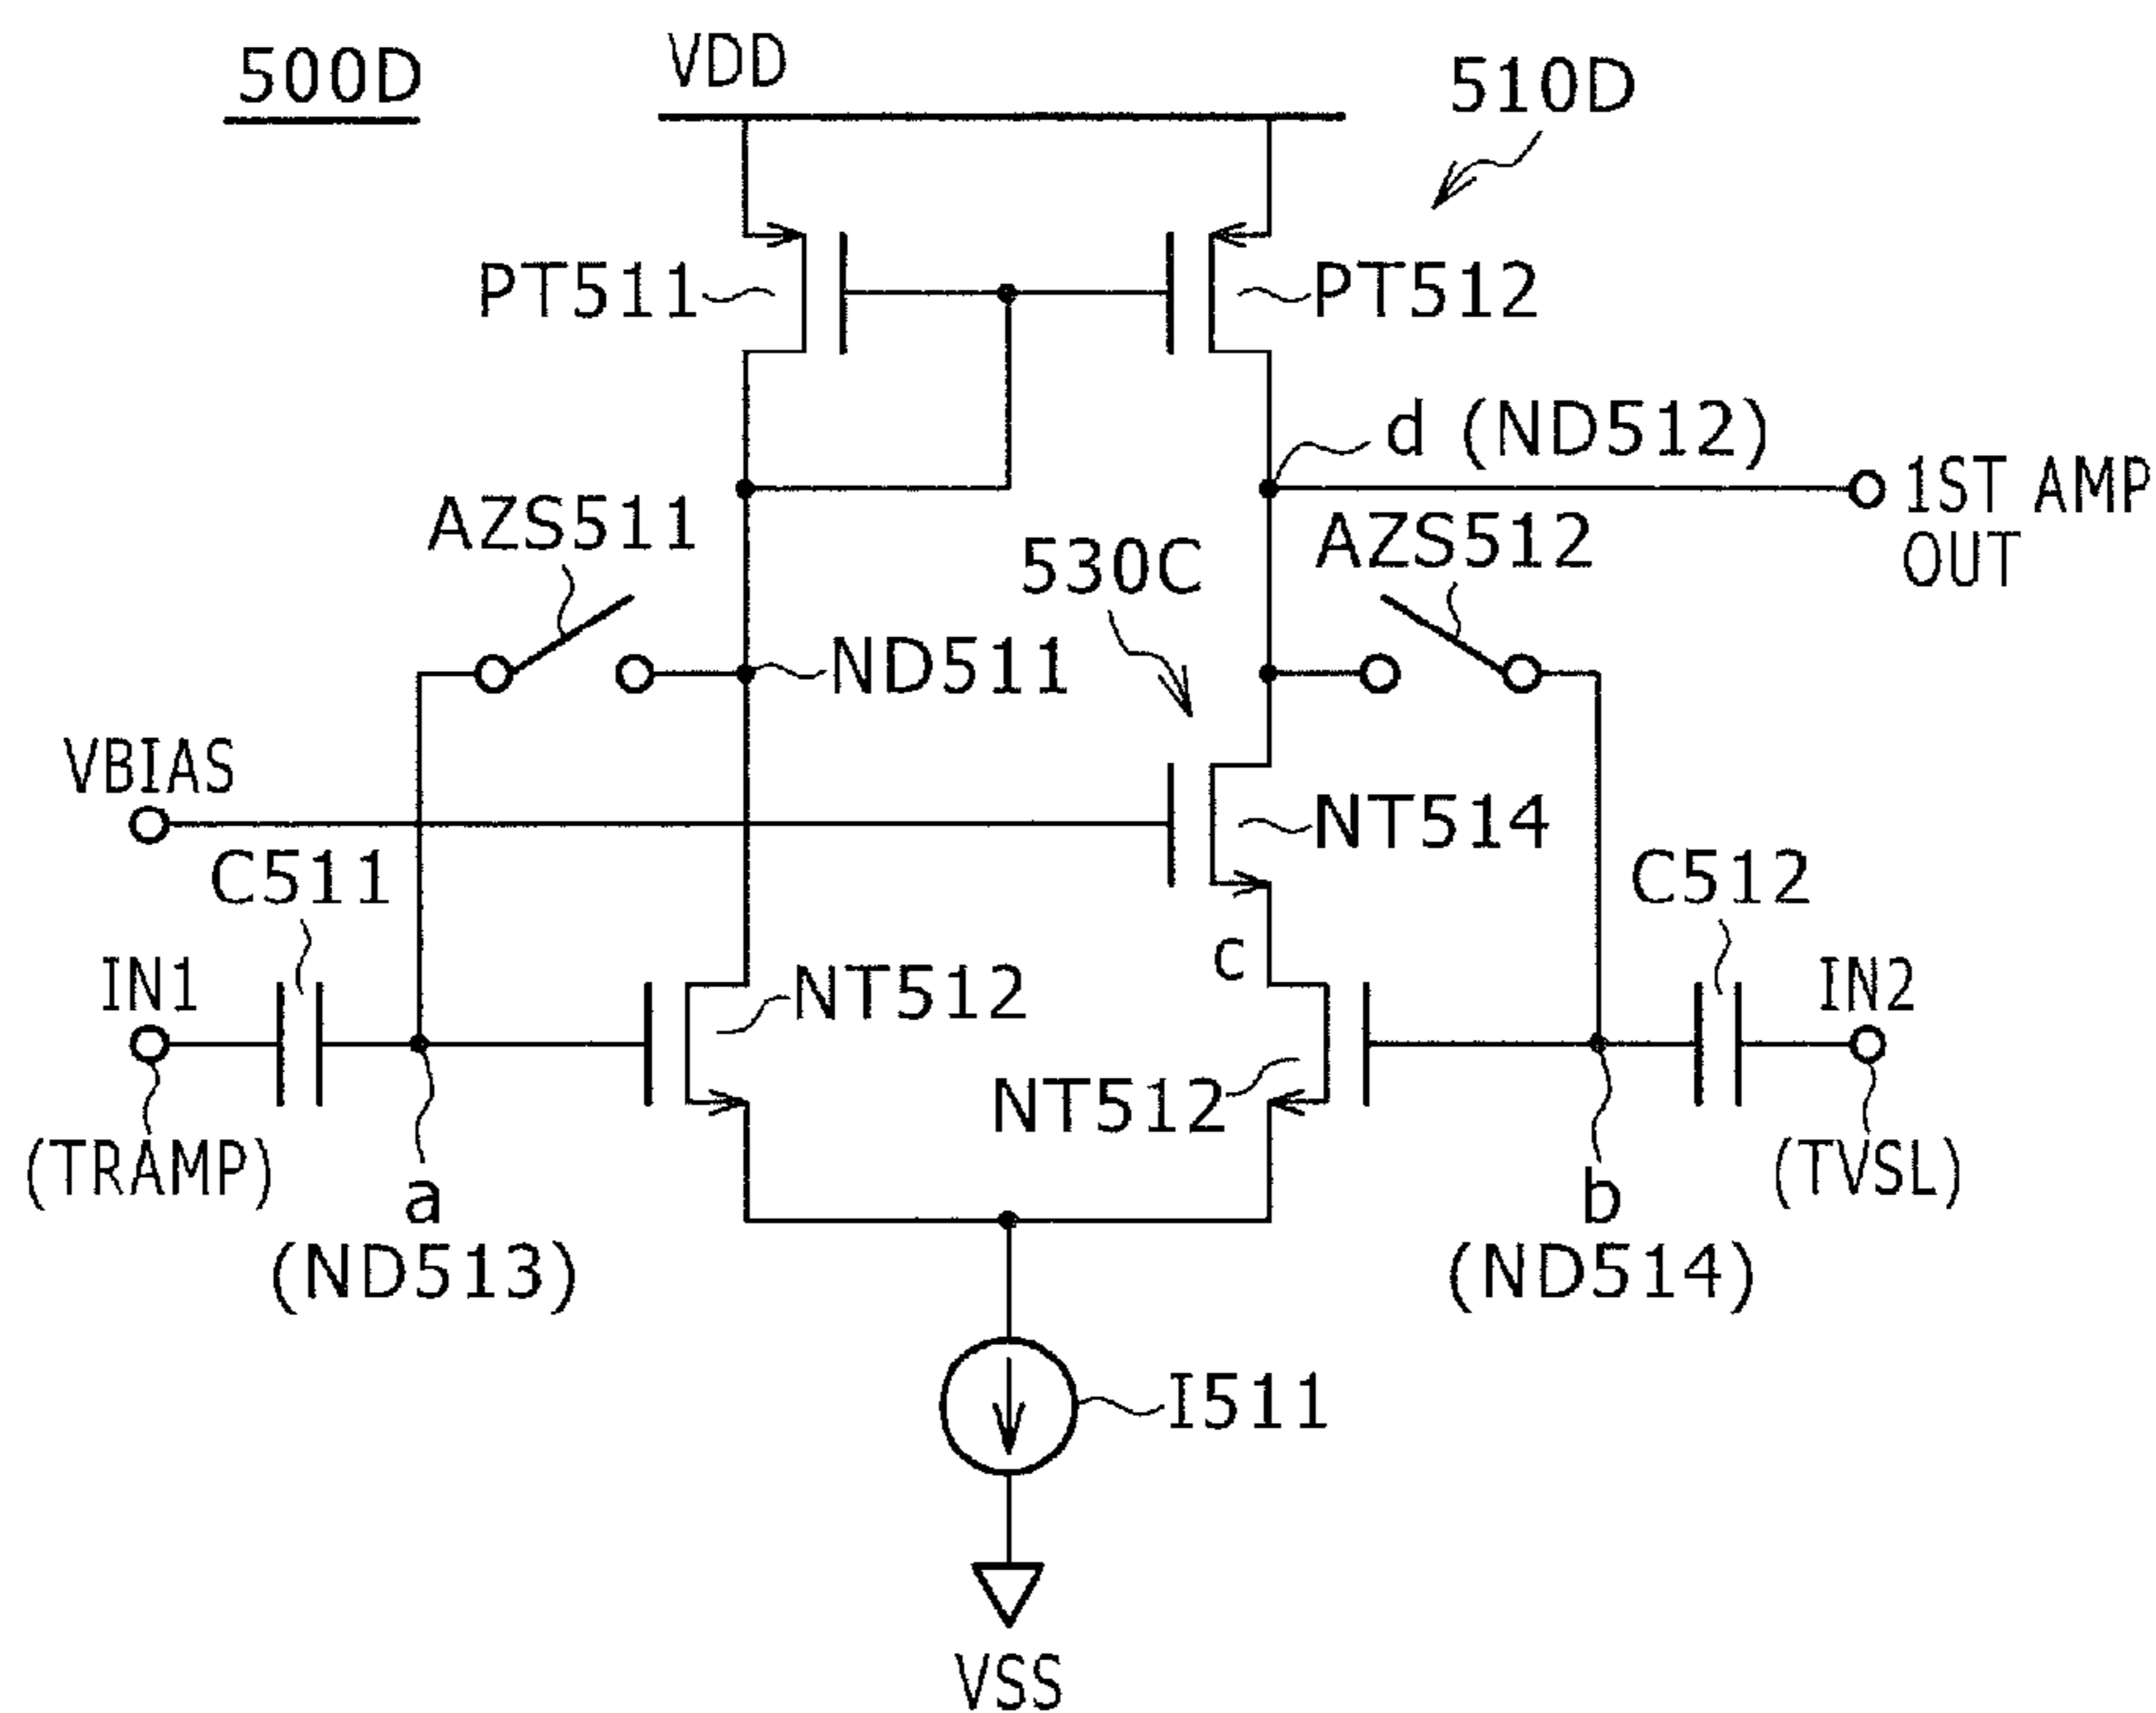 500D
VDD
510D
PT511
PT512
d (ND512)
1ST AMP
OUT
AZS511
530C
AZS512
ND511
VBIAS
NT514
C511
C512
c
IN1
NT512
IN2
NT512
(TRAMP)
(TVSL)
a
(ND513)
b
(ND514)
I511
VSS